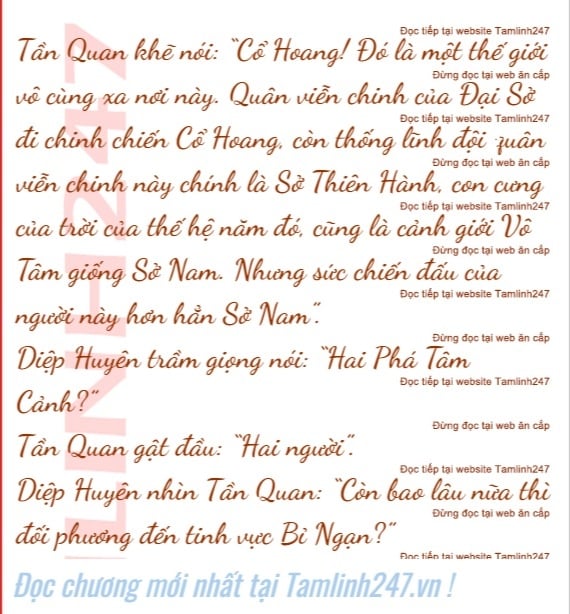 Đọc tiếp tại website Tamlinh247
Tần Quan khẽ nói: “Cổ Hoang! Đó là một thế giới
Đừng đọc tại web ăn cắp
vô cùng xa nơi này. Quân viễn chinh của Đại Sở
Đọc tiếp tại website Tamlinh247
đi chinh chiến Cổ Hoang, còn thống lĩnh đội quân
Đừng đọc tại web ăn cắp
viễn chinh này chính là Sở Thiên Hành, con cưng
Đọc tiếp tại website Tamlinh247
của trời của thế hệ năm đó, cũng là cảnh giới Vô
Đừng đọc tại web ăn cắp
Tâm giống Sở Nam. Nhưng sức chiến đấu của
Đọc tiếp tại website Tamlinh247
người này hơn hẳn Sở Nam”.
Đừng đọc tại web ăn cắp
Diệp Huyên trầm giọng nói: “Hai Phá Tâm
Đọc tiếp tại website Tamlinh247
Cảnh?”
Đừng đọc tại web ăn cắp
Tần Quan gật đầu: “Hai người”.
Đọc tiếp tại website Tamlinh247
Diệp Huyên nhìn Tần Quan: “Còn bao lâu nữa thì
Đừng đọc tại web ăn cắp
đối phương đến tinh vực Bỉ Ngạn?”
Đọc tiếp tại website Tamlinh247
LINH247
Đọc chương mới nhất tại Tamlinh247.vn !